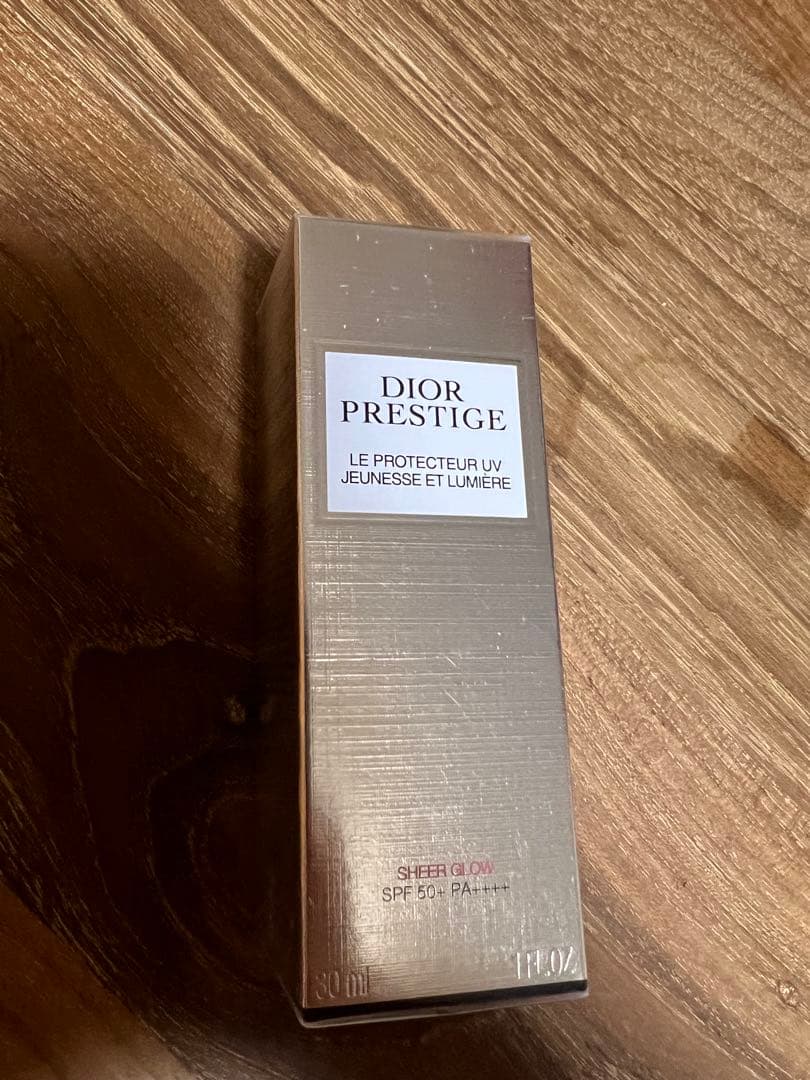 DIOR
PRESTIGE
LE PROTECTEUR UV
JEUNESSE ET LUMIÈRE
SHEER GLOW
SPF 50+ PA++++
30 ml
1 FL.OZ